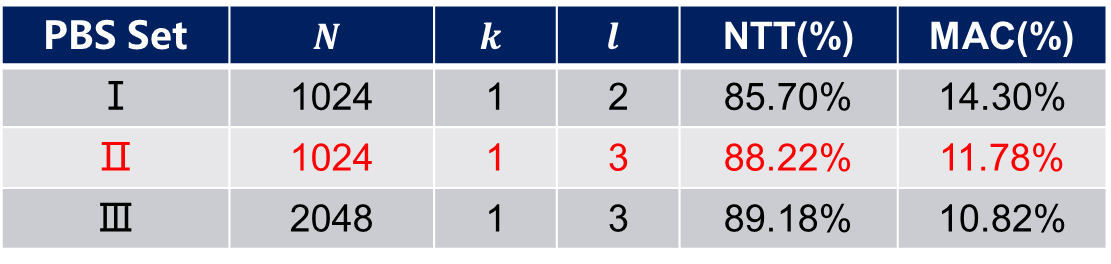 PBS Set N k l NTT(%) MAC(%)
Ⅰ 1024 1 2 85.70% 14.30%
Ⅱ 1024 1 3 88.22% 11.78%
Ⅲ 2048 1 3 89.18% 10.82%